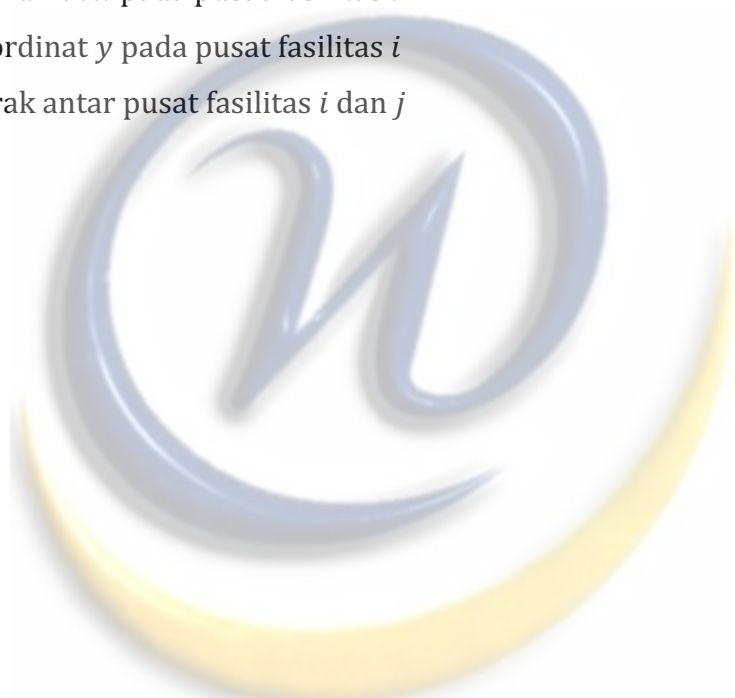 ordinat y pada pusat fasilitas i
rak antar pusat fasilitas i dan j